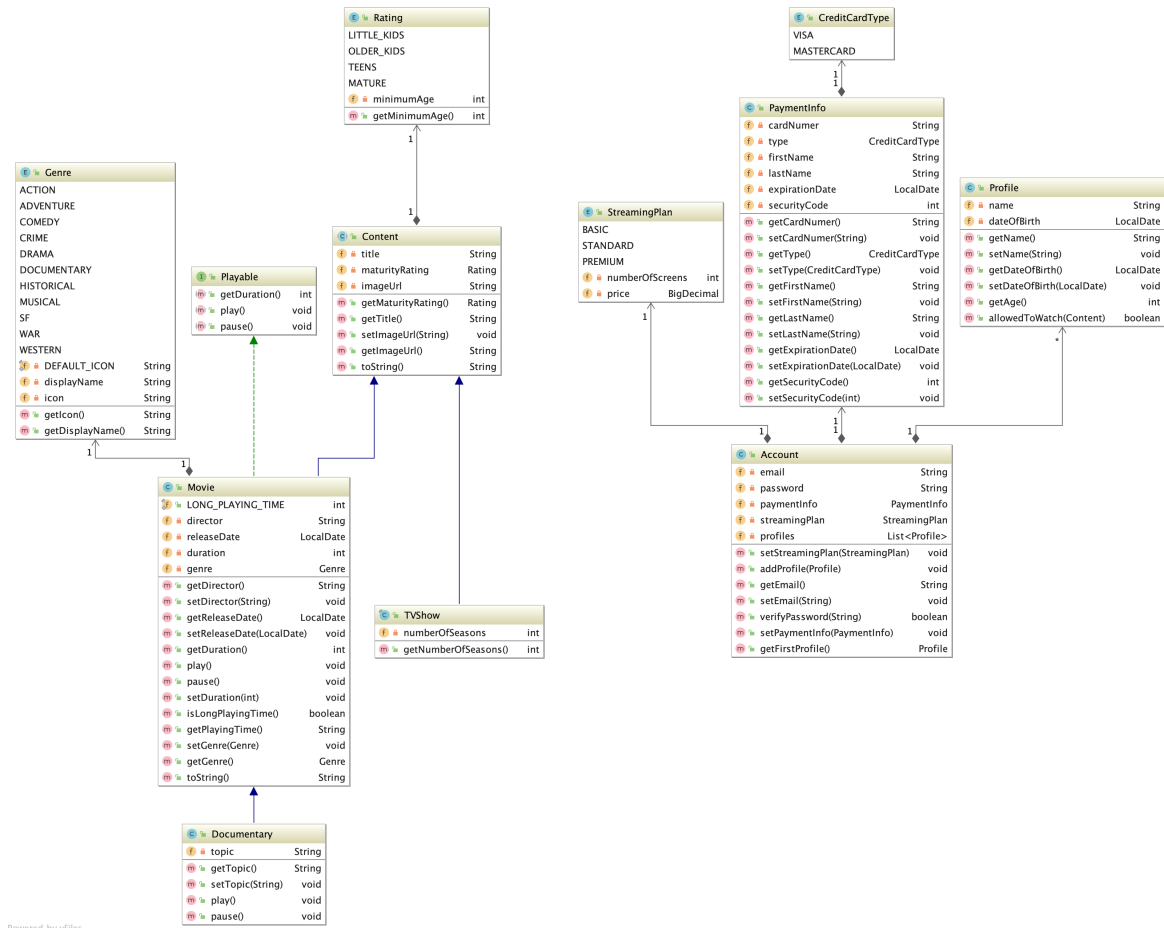 Rating
LITTLE_KIDS
OLDER_KIDS
TEENS
MATURE
minimumAge int
getMinimumAge() int
1
1
CreditCardType
VISA
MASTERCARD
1
1
PaymentInfo
cardNumer String
type CreditCardType
firstName String
lastName String
expirationDate LocalDate
securityCode int
getCardNumer() String
setCardNumer(String) void
getType() CreditCardType
setType(CreditCardType) void
getFirstName() String
setFirstName(String) void
getLastName() String
setLastName(String) void
getExpirationDate() LocalDate
setExpirationDate(LocalDate) void
getSecurityCode() int
setSecurityCode(int) void
Genre
ACTION
ADVENTURE
COMEDY
CRIME
DRAMA
DOCUMENTARY
HISTORICAL
MUSICAL
SF
WAR
WESTERN
DEFAULT_ICON String
displayName String
icon String
getIcon() String
getDisplayName() String
1
1
Playable
getDuration() int
play() void
pause() void
Content
title String
maturityRating Rating
imageUrl String
getMaturityRating() Rating
getTitle() String
setImageUrl(String) void
getImageUrl() String
toString() String
StreamingPlan
BASIC
STANDARD
PREMIUM
numberOfScreens int
price BigDecimal
1
1
Profile
name String
dateOfBirth LocalDate
getName() String
setName(String) void
getDateOfBirth() LocalDate
setDateOfBirth(LocalDate) void
getAge() int
allowedToWatch(Content) boolean
*
1
1
1
Account
email String
password String
paymentInfo PaymentInfo
streamingPlan StreamingPlan
profiles List<Profile>
setStreamingPlan(StreamingPlan) void
addProfile(Profile) void
getEmail() String
setEmail(String) void
verifyPassword(String) boolean
setPaymentInfo(PaymentInfo) void
getFirstProfile() Profile
Movie
LONG_PLAYING_TIME int
director String
releaseDate LocalDate
duration int
genre Genre
getDirector() String
setDirector(String) void
getReleaseDate() LocalDate
setReleaseDate(LocalDate) void
getDuration() int
play() void
pause() void
setDuration(int) void
isLongPlayingTime() boolean
getPlayingTime() String
setGenre(Genre) void
getGenre() Genre
toString() String
TVShow
numberOfSeasons int
getNumberOfSeasons() int
Documentary
topic String
getTopic() String
setTopic(String) void
play() void
pause() void
Powered by yFiles